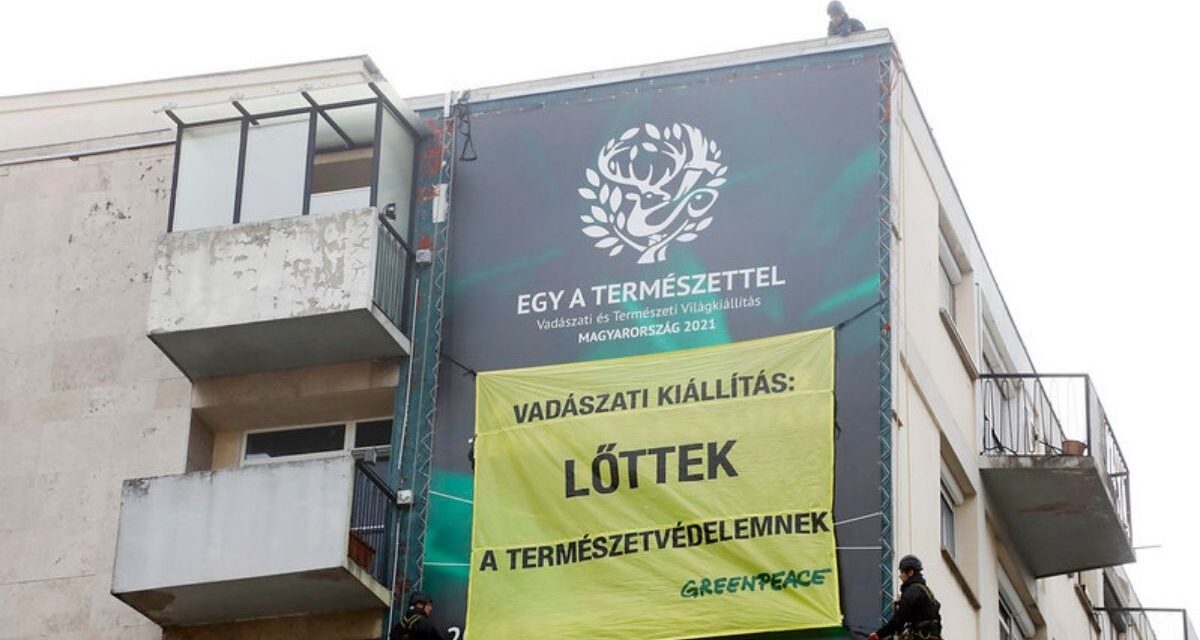 EGY A TERMÉSZETTEL
Vadászati és Természeti Világkiállítás
MAGYARORSZÁG 2021
VADÁSZATI KIÁLLÍTÁS:
LŐTTEK
A TERMÉSZETVÉDELEMNEK
GREENPEACE